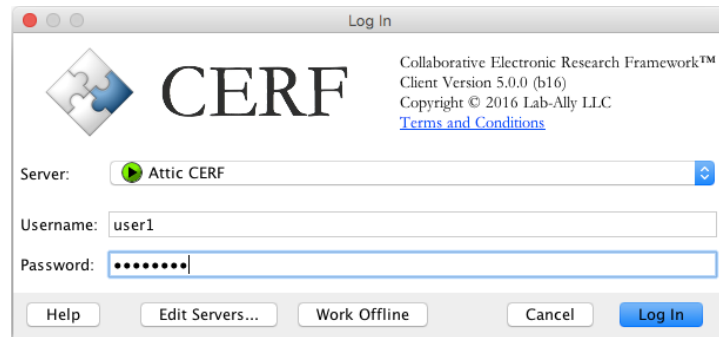 Log In
CERF
Collaborative Electronic Research Framework™
Client Version 5.0.0 (b16)
Copyright © 2016 Lab-Ally LLC
Terms and Conditions
Server: Attic CERF
Username: user1
Password: ••••••••
Help Edit Servers... Work Offline Cancel Log In